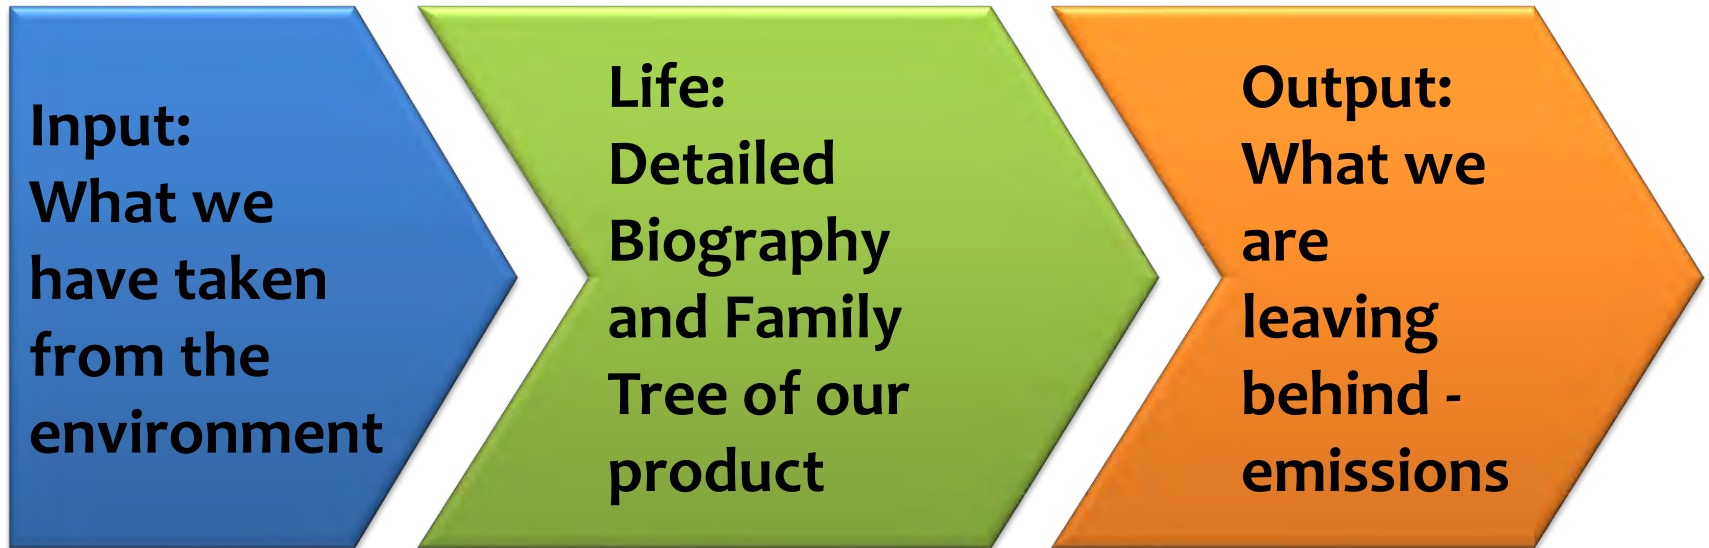 Input:
What we
have taken
from the
environment
Life:
Detailed
Biography
and Family
Tree of our
product
Output:
What we
are
leaving
behind -
emissions